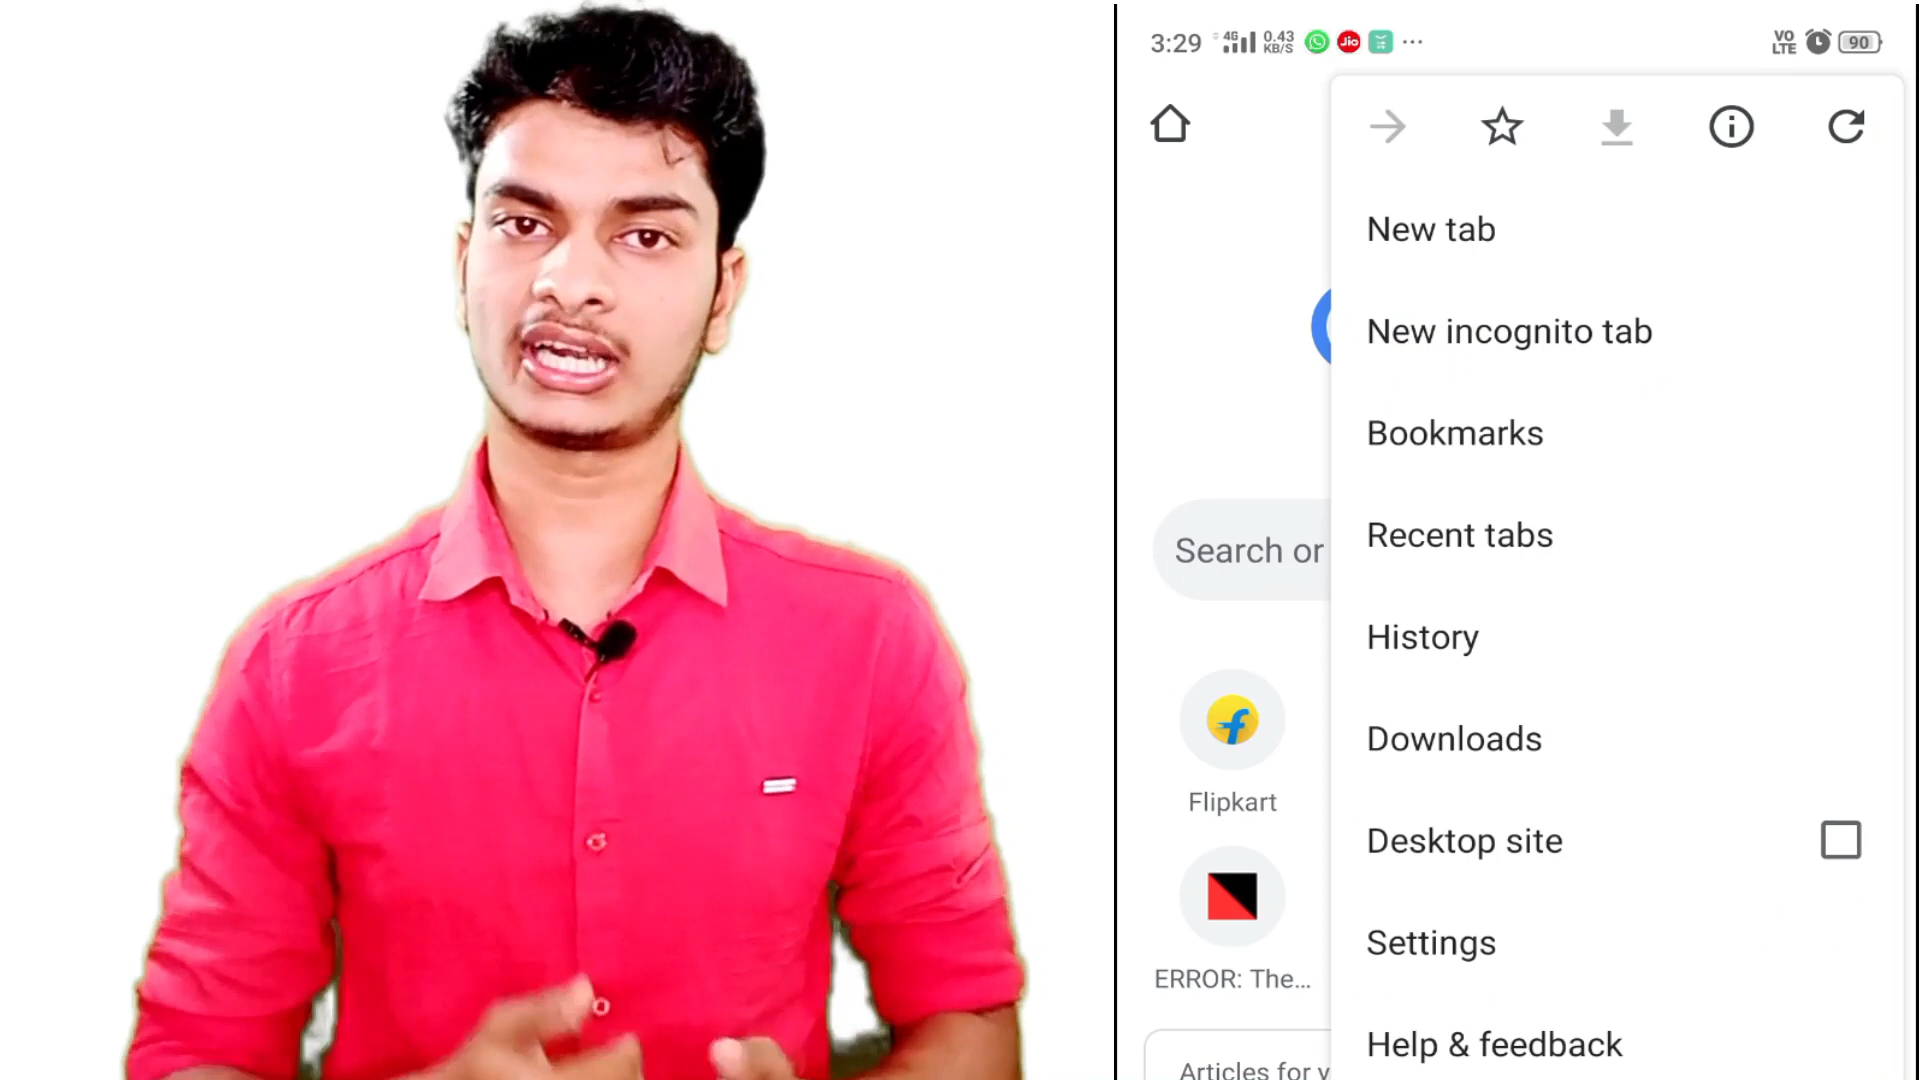 3:29 4G 0.43 KB/S Jio ... VO LTE 90
New tab
New incognito tab
Bookmarks
Search or
Recent tabs
History
Downloads
Flipkart
Desktop site
Settings
ERROR: The...
Help & feedback
Articles for